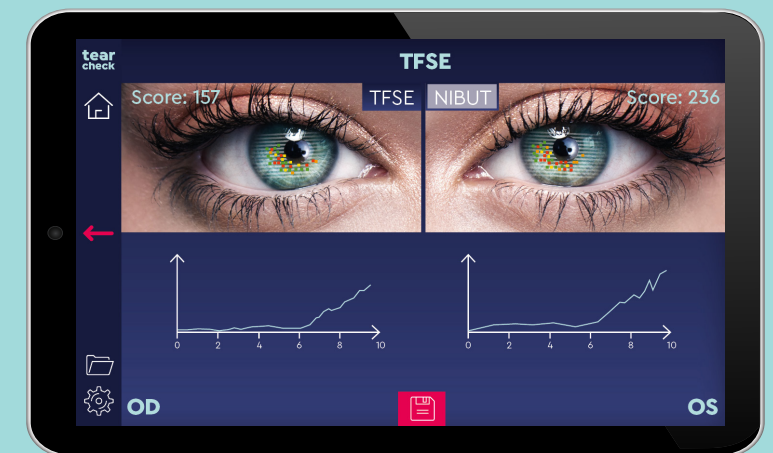 tear
check
TFSE
Score: 157
TFSE
NIBUT
Score: 236
0 2 4 6 8 10
0 2 4 6 8 10
OD
OS